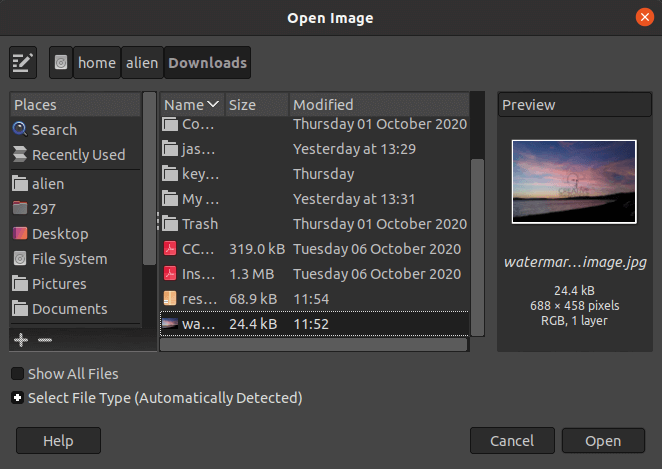 Open Image
home alien Downloads
Places
Search
Recently Used
alien
297
Desktop
File System
Pictures
Documents
Name Size Modified
Co... Thursday 01 October 2020
jas... Yesterday at 13:29
key... Thursday
My ... Yesterday at 13:31
Trash Thursday 01 October 2020
CC... 319.0 kB Tuesday 06 October 2020
Ins... 1.3 MB Tuesday 06 October 2020
res... 68.9 kB 11:54
wa... 24.4 kB 11:52
Preview
watermar...image.jpg
24.4 kB
688 × 458 pixels
RGB, 1 layer
Show All Files
Select File Type (Automatically Detected)
Help Cancel Open